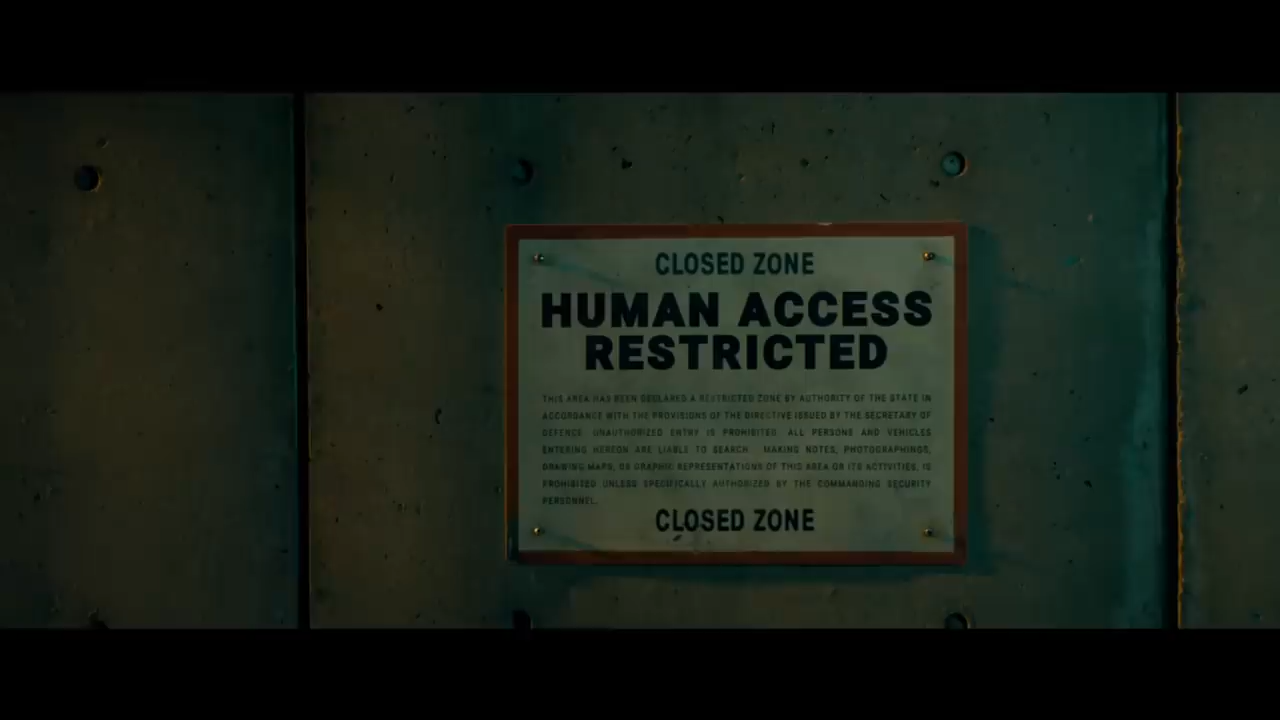 CLOSED ZONE
HUMAN ACCESS
RESTRICTED
THIS AREA HAS BEEN DECLARED A RESTRICTED ZONE BY AUTHORITY OF THE STATE IN
ACCORDANCE WITH THE PROVISIONS OF THE DIRECTIVE ISSUED BY THE SECRETARY OF
DEFENCE. UNAUTHORIZED ENTRY IS PROHIBITED. ALL PERSONS AND VEHICLES
ENTERING HEREON ARE LIABLE TO SEARCH. MAKING NOTES, PHOTOGRAPHINGS,
DRAWING MAPS, OR GRAPHIC REPRESENTATIONS OF THIS AREA OR ITS ACTIVITIES, IS
PROHIBITED UNLESS SPECIFICALLY AUTHORIZED BY THE COMMANDING SECURITY
PERSONNEL.
CLOSED ZONE